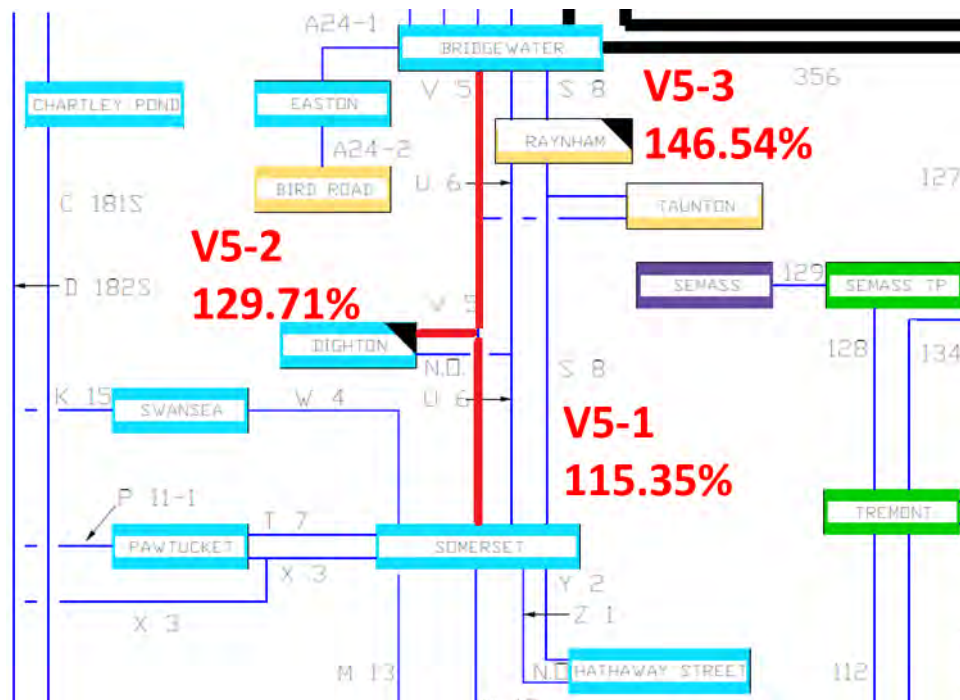 A24-1
BRIDGEWATER
356
CHARTLEY POND
EASTON
V 5
S 8
V5-3
146.54%
A24-2
RAYNHAM
BIRD ROAD
U 6
127
C 181S
TAUNTON
V5-2
129.71%
D 182S
SEMASS
129
SEMASS TP
V 5
DIGHTON
N.O.
128
134
S 8
K 15
SWANSEA
W 4
U 6
V5-1
115.35%
P 11-1
T 7
TREMONT
PAWTUCKET
SOMERSET
X 3
Y 2
Z 1
X 3
M 13
N.O
HATHAWAY STREET
112